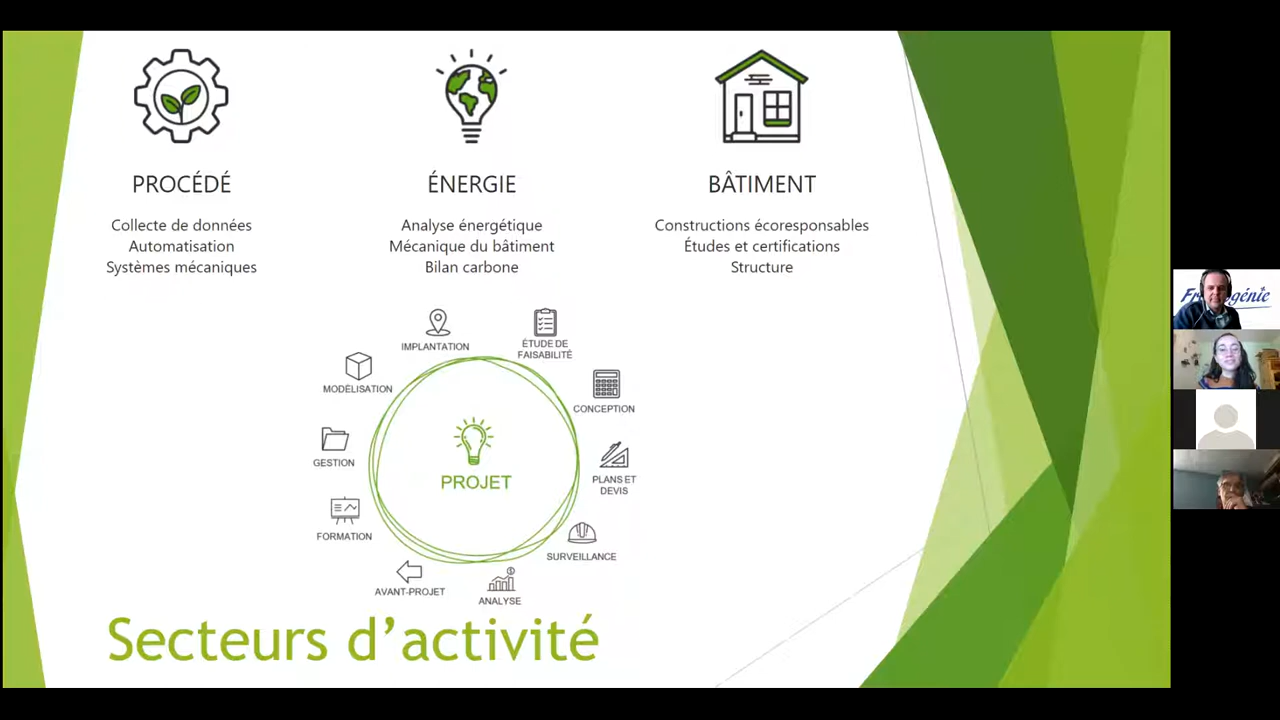 PROCÉDÉ
Collecte de données
Automatisation
Systèmes mécaniques
ÉNERGIE
Analyse énergétique
Mécanique du bâtiment
Bilan carbone
BÂTIMENT
Constructions écoresponsables
Études et certifications
Structure
IMPLANTATION
ÉTUDE DE
FAISABILITÉ
MODÉLISATION
CONCEPTION
GESTION
PROJET
PLANS ET
DEVIS
FORMATION
SURVEILLANCE
AVANT-PROJET
ANALYSE
Secteurs d'activité
génie